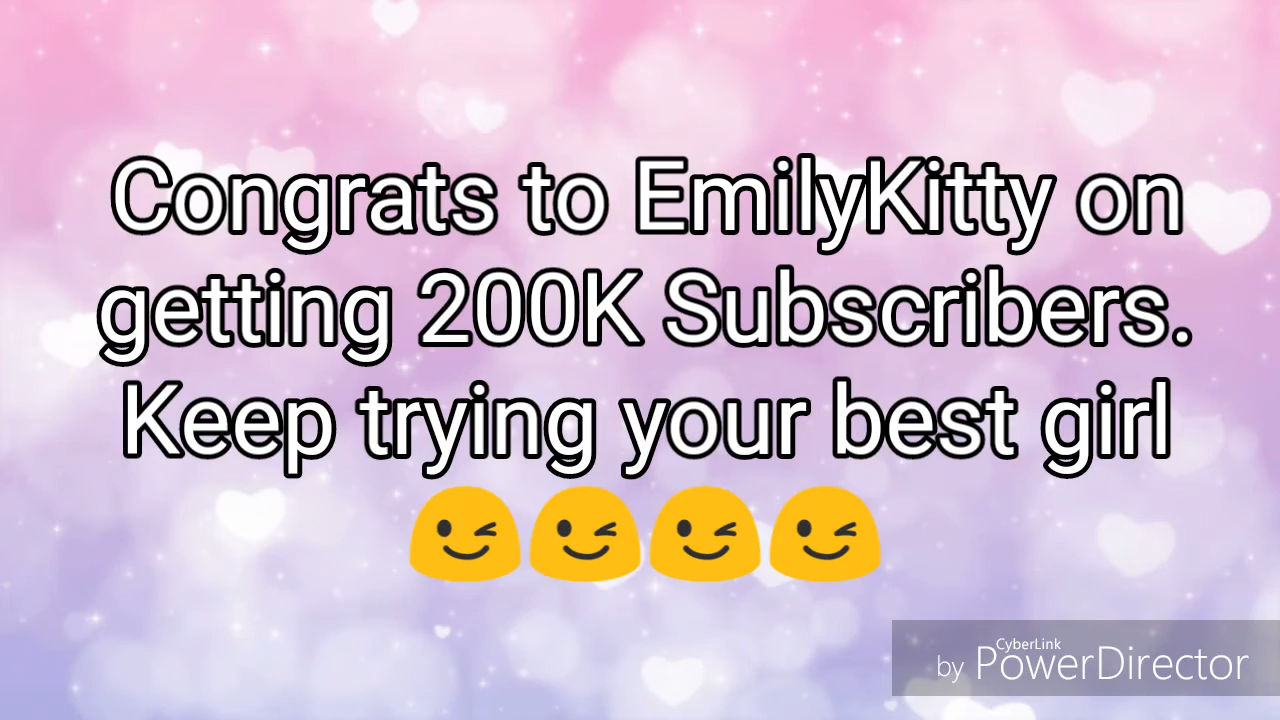 Congrats to EmilyKitty on
getting 200K Subscribers.
Keep trying your best girl
😉😉😉😉
CyberLink
by PowerDirector